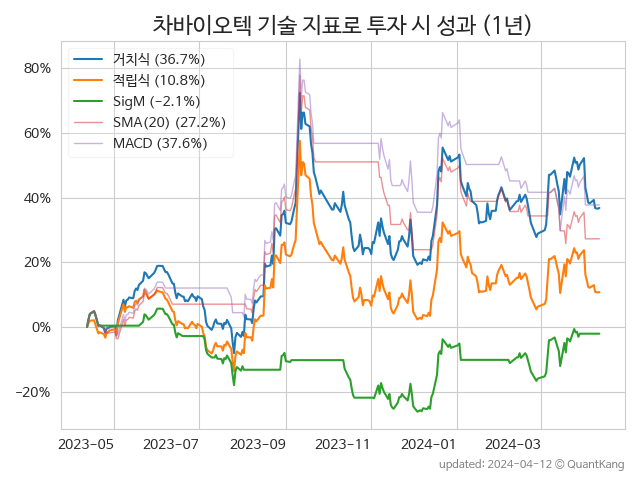 차바이오텍 기술 지표로 투자 시 성과 (1년)
거치식 (36.7%)
적립식 (10.8%)
SigM (−2.1%)
SMA(20) (27.2%)
MACD (37.6%)
80%
60%
40%
20%
0%
−20%
2023-05 2023-07 2023-09 2023-11 2024-01 2024-03
updated: 2024-04-12 © QuantKang